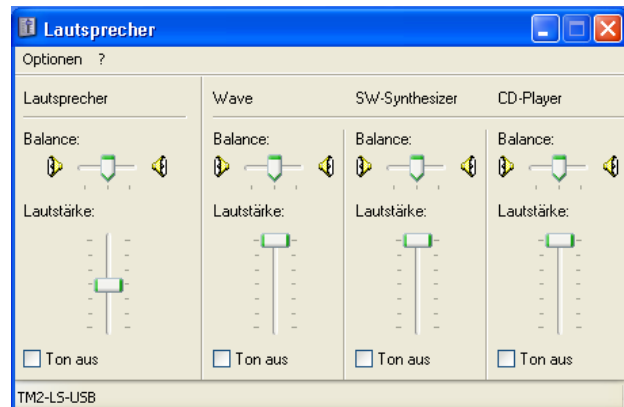 Lautsprecher
Optionen ?
Lautsprecher Wave SW-Synthesizer CD-Player
Balance: Balance: Balance: Balance:
Lautstärke: Lautstärke: Lautstärke: Lautstärke:
Ton aus Ton aus Ton aus Ton aus
TM2-LS-USB